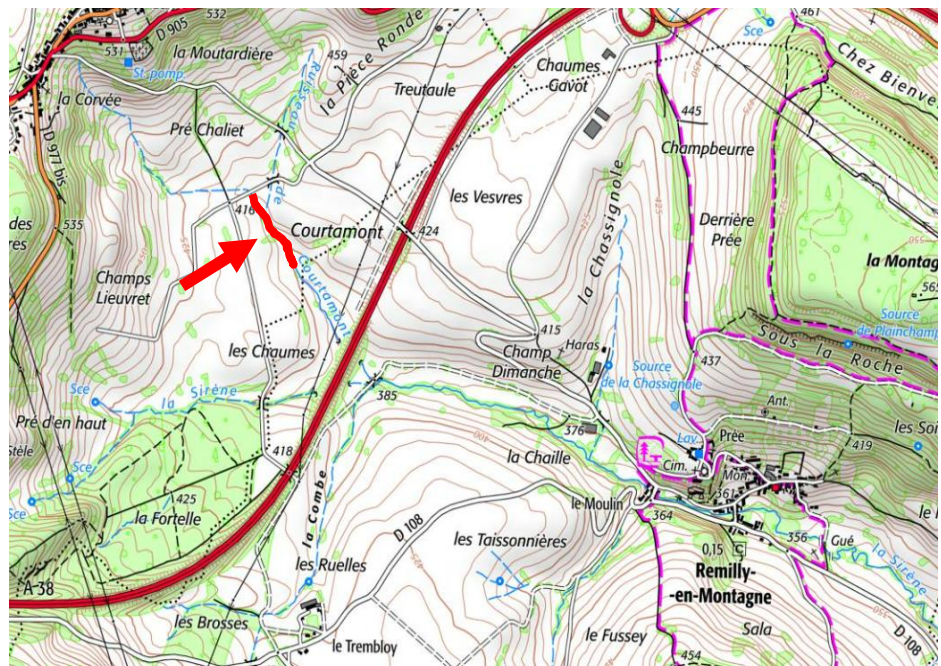 532
461
531
D 905
la Moutardière
459
Sce
St. pomp.
Ruisseau de Courtamont
la Pièce Ronde
Treutaule
Chaumes
Gavot
Chez Bienve
la Corvée
D 977 bis
Pré Chaliet
445
Champbeurre
la Chassignole
les Vesvres
416
Courtamont
424
535
Derrière
Prée
la Montag
565
Champs
Lieuvret
425
Source
de Plainchamp
Sous la Roche
les Chaumes
415
Haras
Champ
Dimanche
437
Source
de la Chassignole
Sce
la Sirène
385
Ant.
Pré d'en haut
Stèle
376
Lav.
Prée
419
les Soi
418
la Chaille
Cim.
Mon.
361
Sce
425
la Fortelle
la Combe
le Moulin
364
Sce
D 108
les Taissonnières
356
Gué
la Sirène
0,15
C
A 38
les Ruelles
Remilly-
-en-Montagne
les Brosses
le Trembloy
le Fussey
Sala
454
D 108